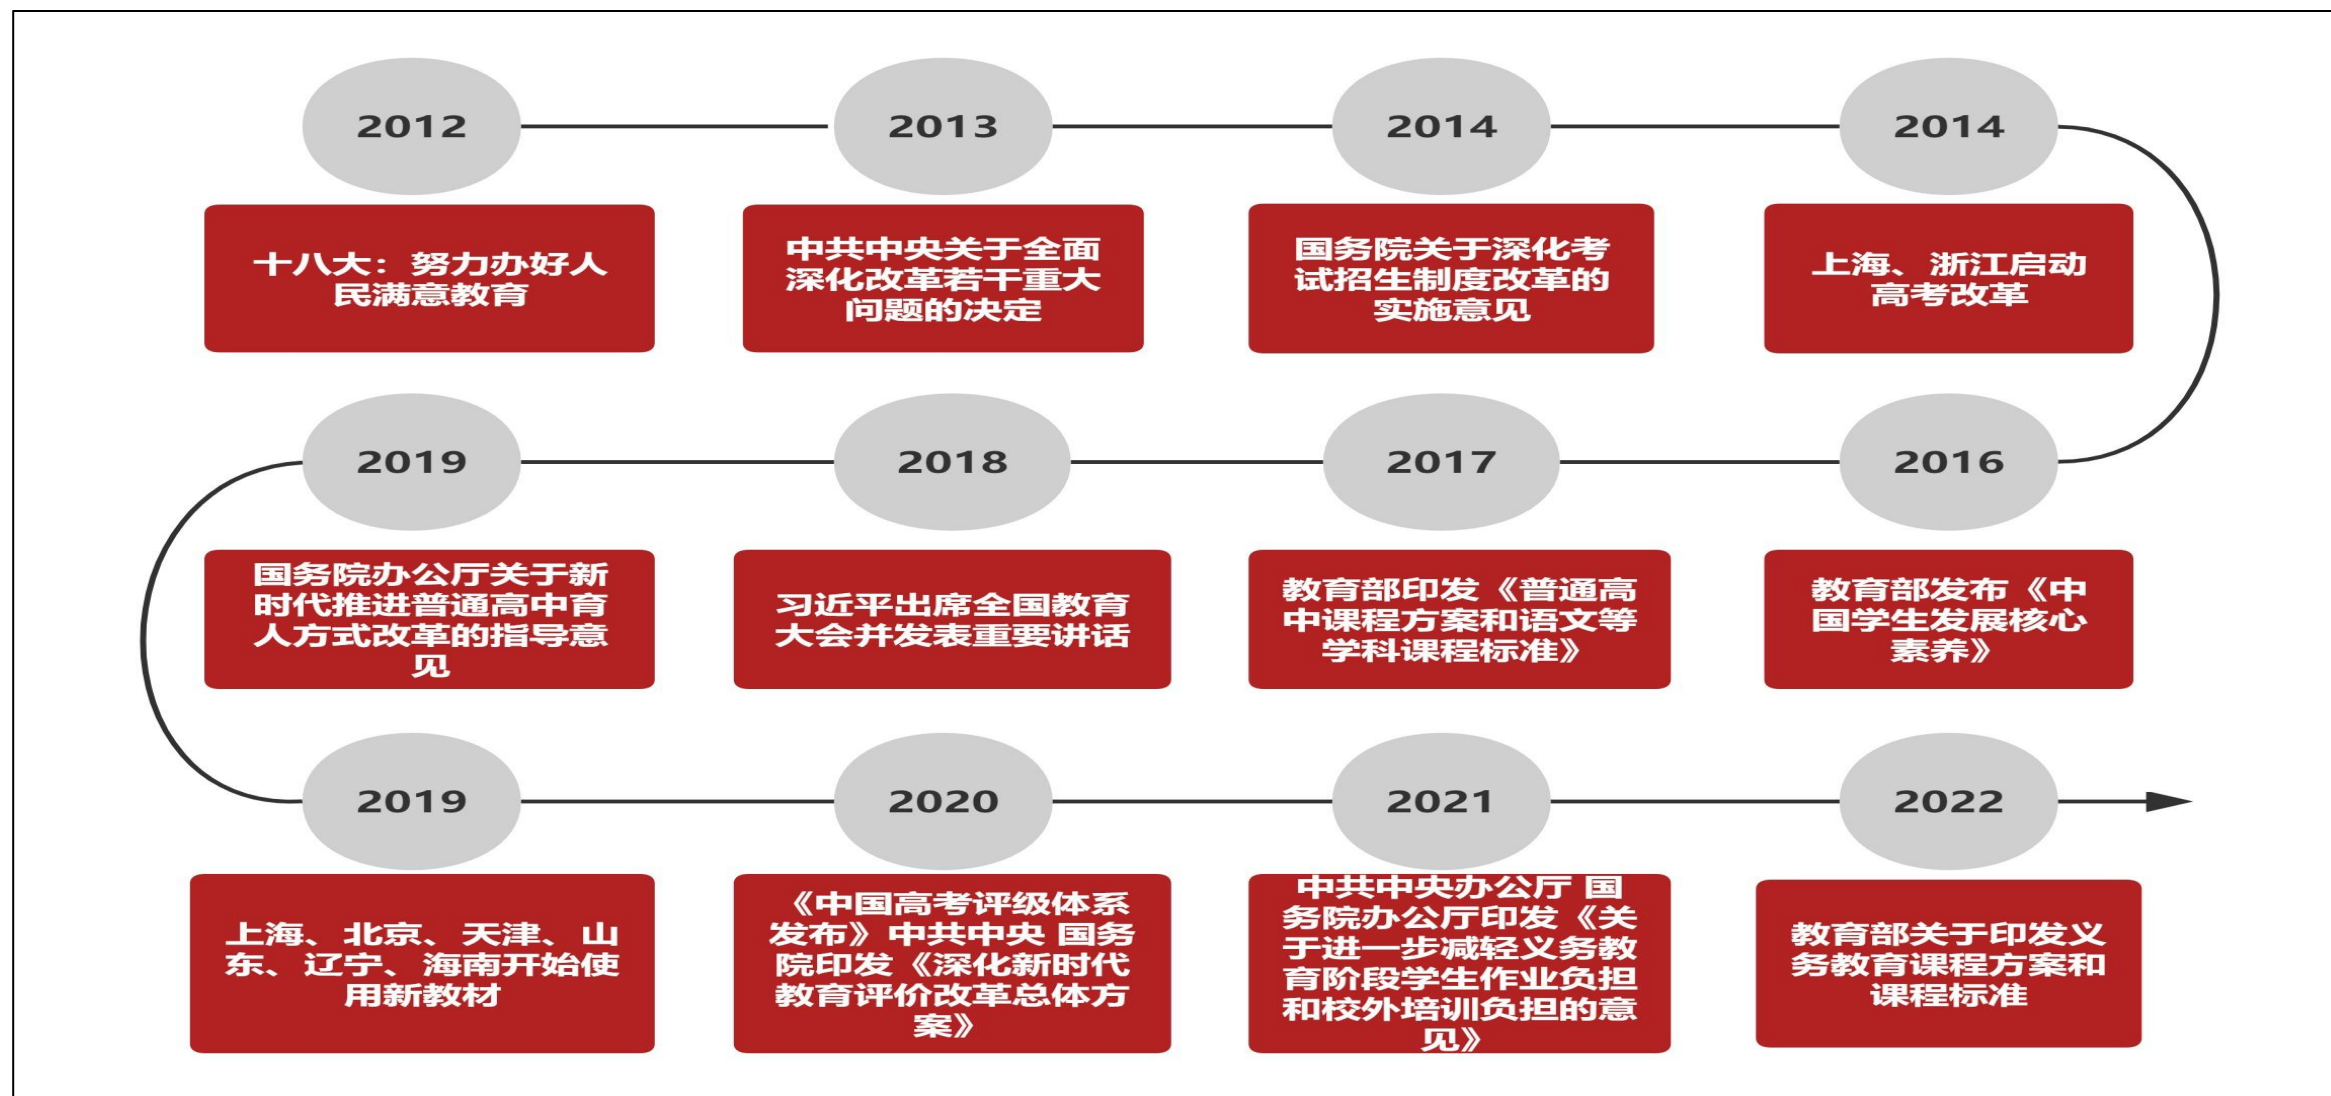 2012
十八大：努力办好人
民满意教育
2013
中共中央关于全面
深化改革若干重大
问题的决定
2014
国务院关于深化考
试招生制度改革的
实施意见
2014
上海、浙江启动
高考改革
2016
教育部发布《中
国学生发展核心
素养》
2017
教育部印发《普通高
中课程方案和语文等
学科课程标准》
2018
习近平出席全国教育
大会并发表重要讲话
2019
国务院办公厅关于新
时代推进普通高中育
人方式改革的指导意
见
2019
上海、北京、天津、山
东、辽宁、海南开始使
用新教材
2020
《中国高考评级体系
发布》中共中央 国务
院印发《深化新时代
教育评价改革总体方
案》
2021
中共中央办公厅 国
务院办公厅印发《关
于进一步减轻义务教
育阶段学生作业负担
和校外培训负担的意
见》
2022
教育部关于印发义
务教育课程方案和
课程标准